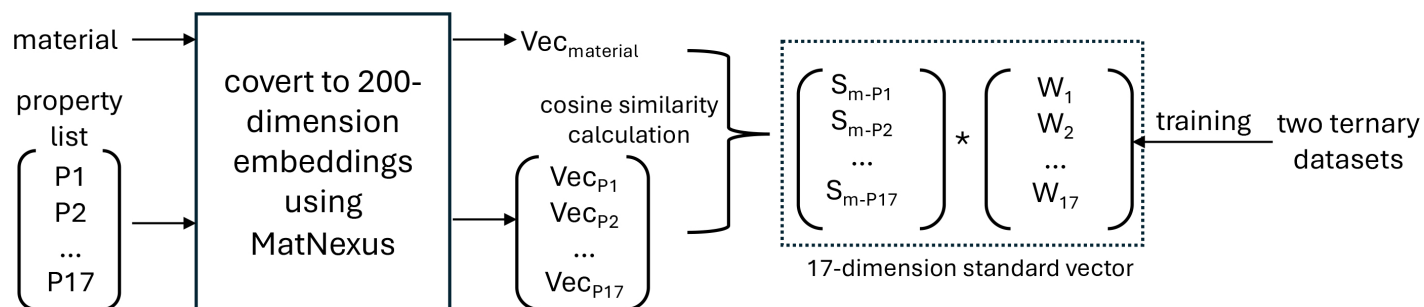 material
property
list
P1
P2
...
P17
covert to 200-
dimension
embeddings
using
MatNexus
Vec_material
cosine similarity
calculation
Vec_P1
Vec_P2
...
Vec_P17
S_m-P1
S_m-P2
...
S_m-P17
*
W_1
W_2
...
W_17
17-dimension standard vector
training
two ternary
datasets